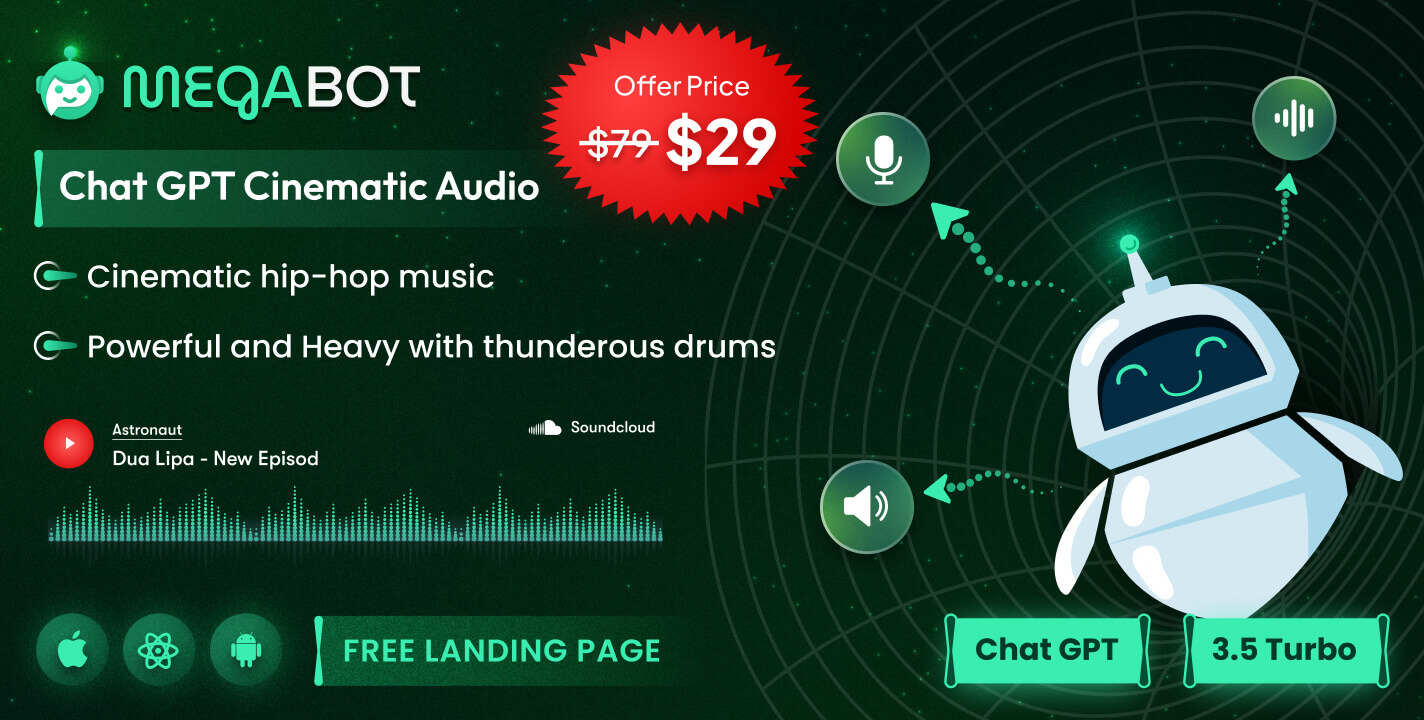 MEGABOT
Offer Price
$79 $29
Chat GPT Cinematic Audio
Cinematic hip-hop music
Powerful and Heavy with thunderous drums
Astronaut
Dua Lipa - New Episod
Soundcloud
FREE LANDING PAGE
Chat GPT
3.5 Turbo